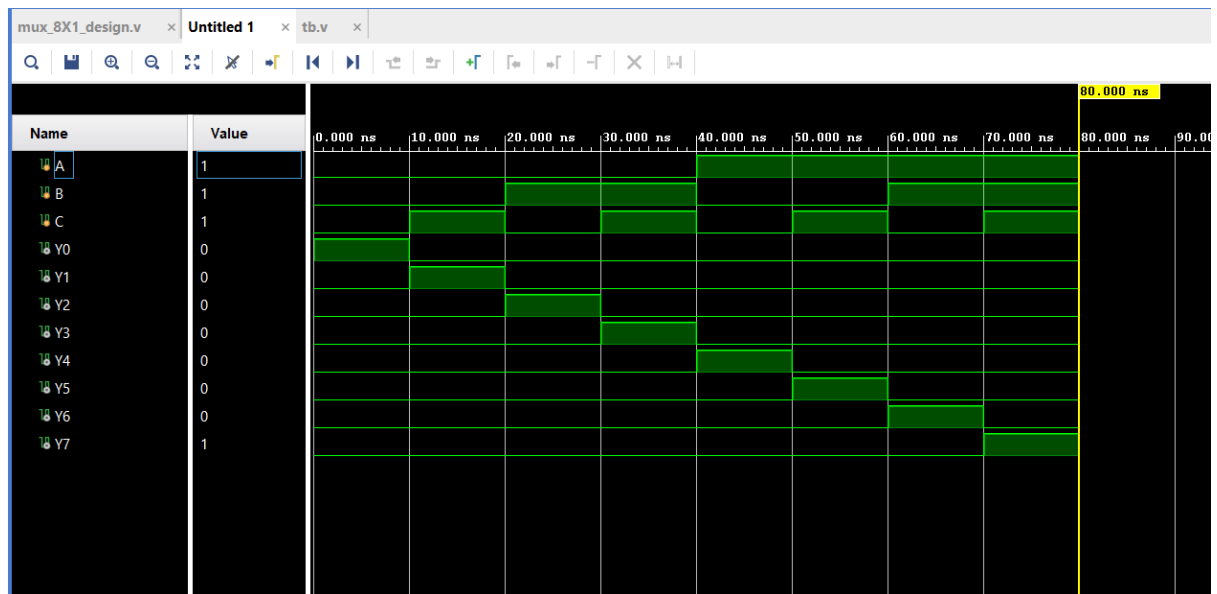 mux_8X1_design.v × Untitled 1 × tb.v ×
80.000 ns
Name Value
0.000 ns 10.000 ns 20.000 ns 30.000 ns 40.000 ns 50.000 ns 60.000 ns 70.000 ns 80.000 ns 90.0
A 1
B 1
C 1
Y0 0
Y1 0
Y2 0
Y3 0
Y4 0
Y5 0
Y6 0
Y7 1